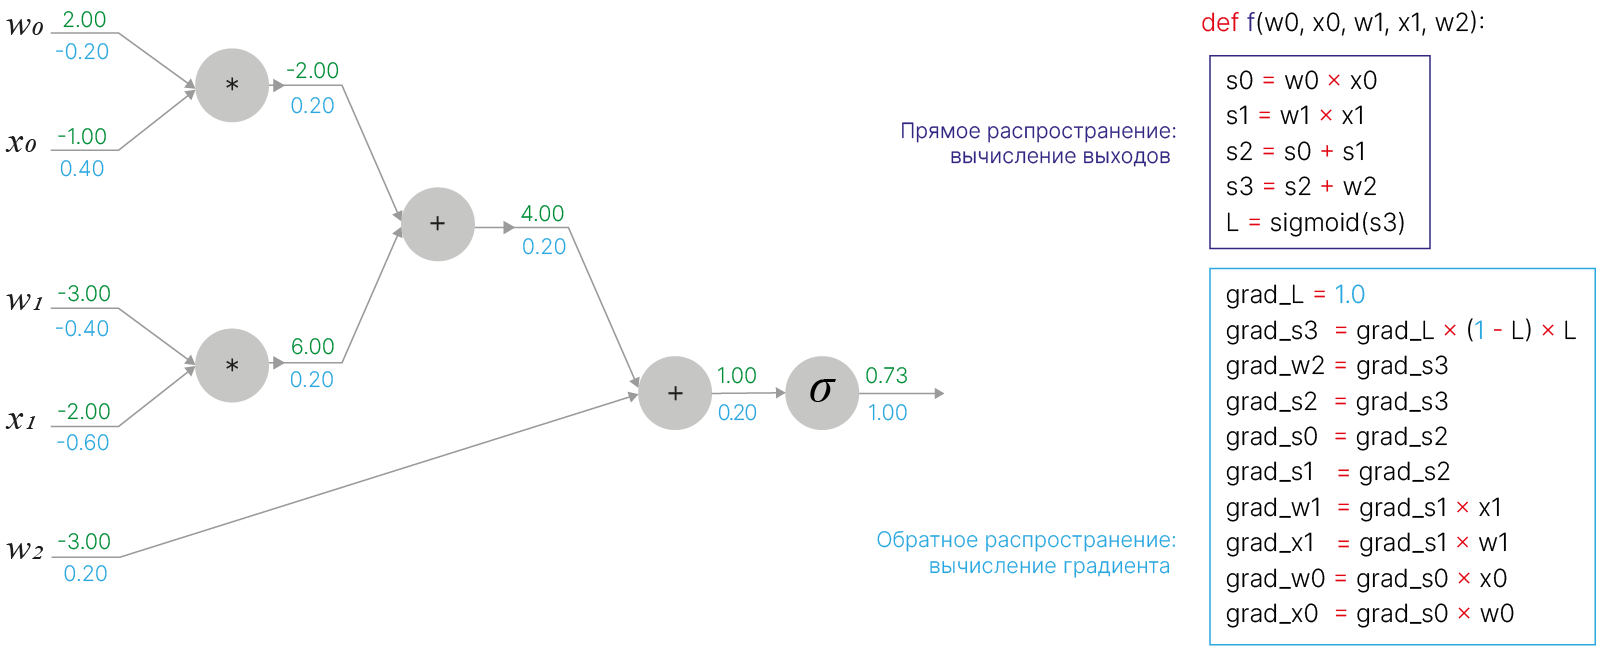 w0 2.00
-0.20
*
-2.00
0.20
x0 -1.00
0.40
+
4.00
0.20
w1 -3.00
-0.40
*
6.00
0.20
x1 -2.00
-0.60
+
1.00
0.20
σ
0.73
1.00
w2 -3.00
0.20
Прямое распространение:
вычисление выходов
def f(w0, x0, w1, x1, w2):
s0 = w0 × x0
s1 = w1 × x1
s2 = s0 + s1
s3 = s2 + w2
L = sigmoid(s3)
Обратное распространение:
вычисление градиента
grad_L = 1.0
grad_s3 = grad_L × (1 - L) × L
grad_w2 = grad_s3
grad_s2 = grad_s3
grad_s0 = grad_s2
grad_s1 = grad_s2
grad_w1 = grad_s1 × x1
grad_x1 = grad_s1 × w1
grad_w0 = grad_s0 × x0
grad_x0 = grad_s0 × w0